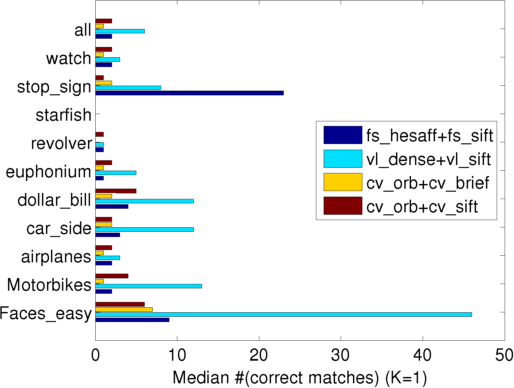 all
watch
stop_sign
starfish
revolver
euphonium
dollar_bill
car_side
airplanes
Motorbikes
Faces_easy
fs_hesaff+fs_sift
vl_dense+vl_sift
cv_orb+cv_brief
cv_orb+cv_sift
0 10 20 30 40 50
Median #(correct matches) (K=1)